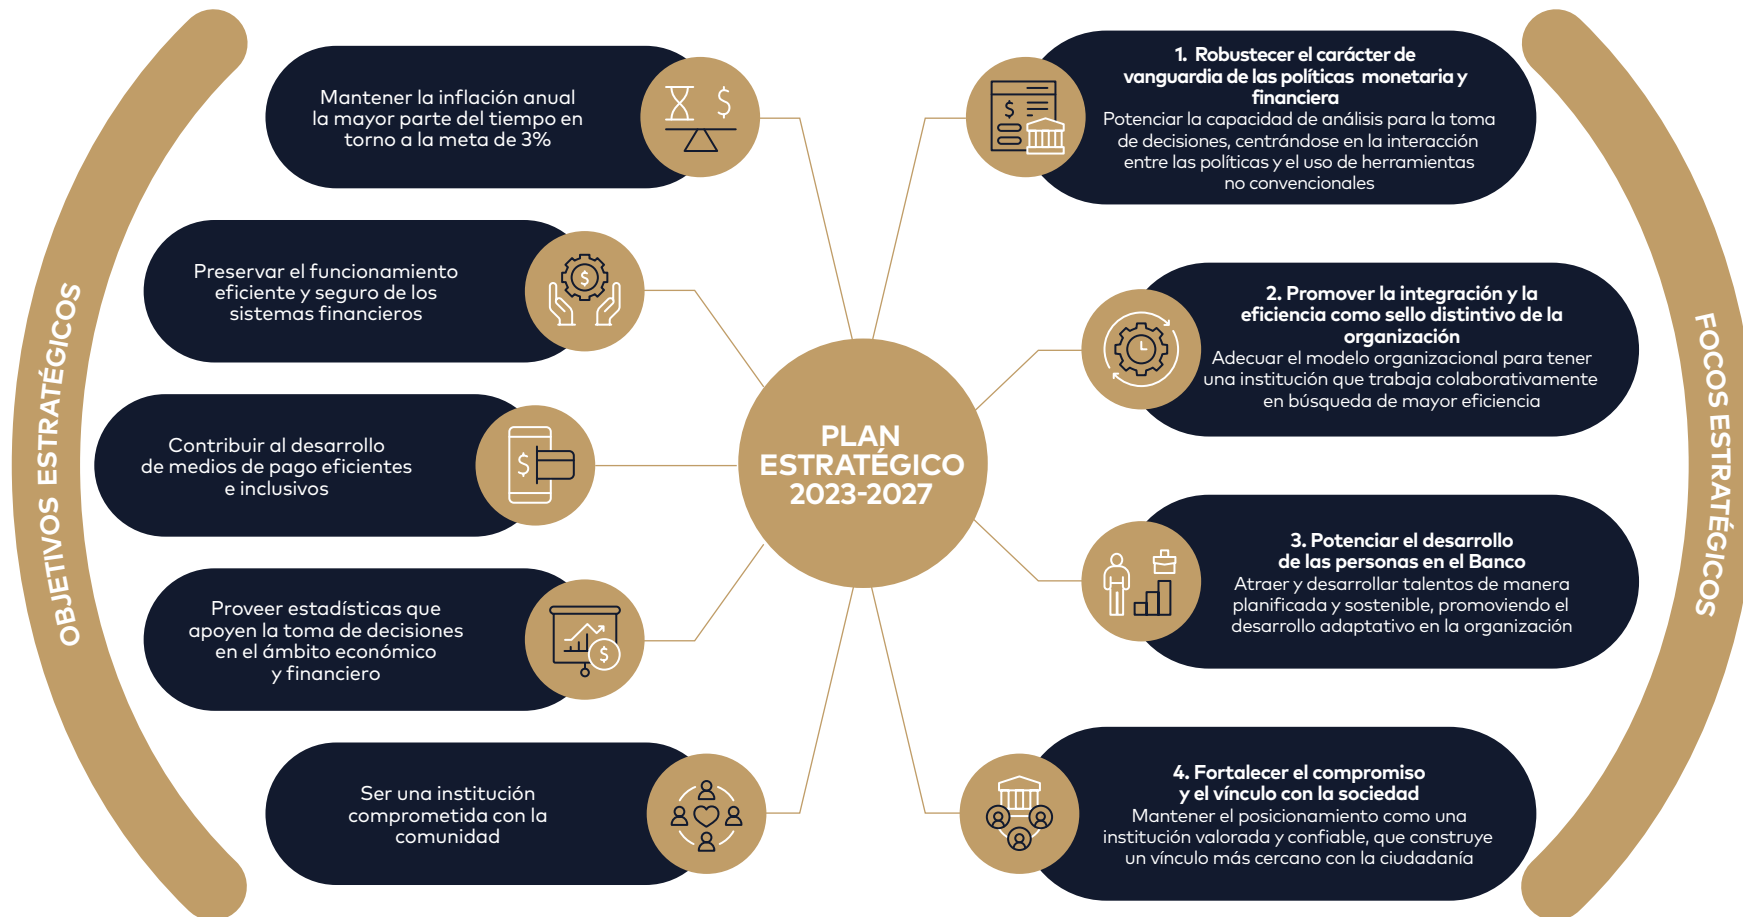 OBJETIVOS ESTRATÉGICOS
Mantener la inflación anual
la mayor parte del tiempo en
torno a la meta de 3%
Preservar el funcionamiento
eficiente y seguro de los
sistemas financieros
Contribuir al desarrollo
de medios de pago eficientes
e inclusivos
Proveer estadísticas que
apoyen la toma de decisiones
en el ámbito económico
y financiero
Ser una institución
comprometida con la
comunidad
PLAN
ESTRATÉGICO
2023-2027
1. Robustecer el carácter de
vanguardia de las políticas monetaria y
financiera
Potenciar la capacidad de análisis para la toma
de decisiones, centrándose en la interacción
entre las políticas y el uso de herramientas
no convencionales
2. Promover la integración y la
eficiencia como sello distintivo de la
organización
Adecuar el modelo organizacional para tener
una institución que trabaja colaborativamente
en búsqueda de mayor eficiencia
3. Potenciar el desarrollo
de las personas en el Banco
Atraer y desarrollar talentos de manera
planificada y sostenible, promoviendo el
desarrollo adaptativo en la organización
4. Fortalecer el compromiso
y el vínculo con la sociedad
Mantener el posicionamiento como una
institución valorada y confiable, que construye
un vínculo más cercano con la ciudadanía
FOCOS ESTRATÉGICOS
$
$
$
$
$